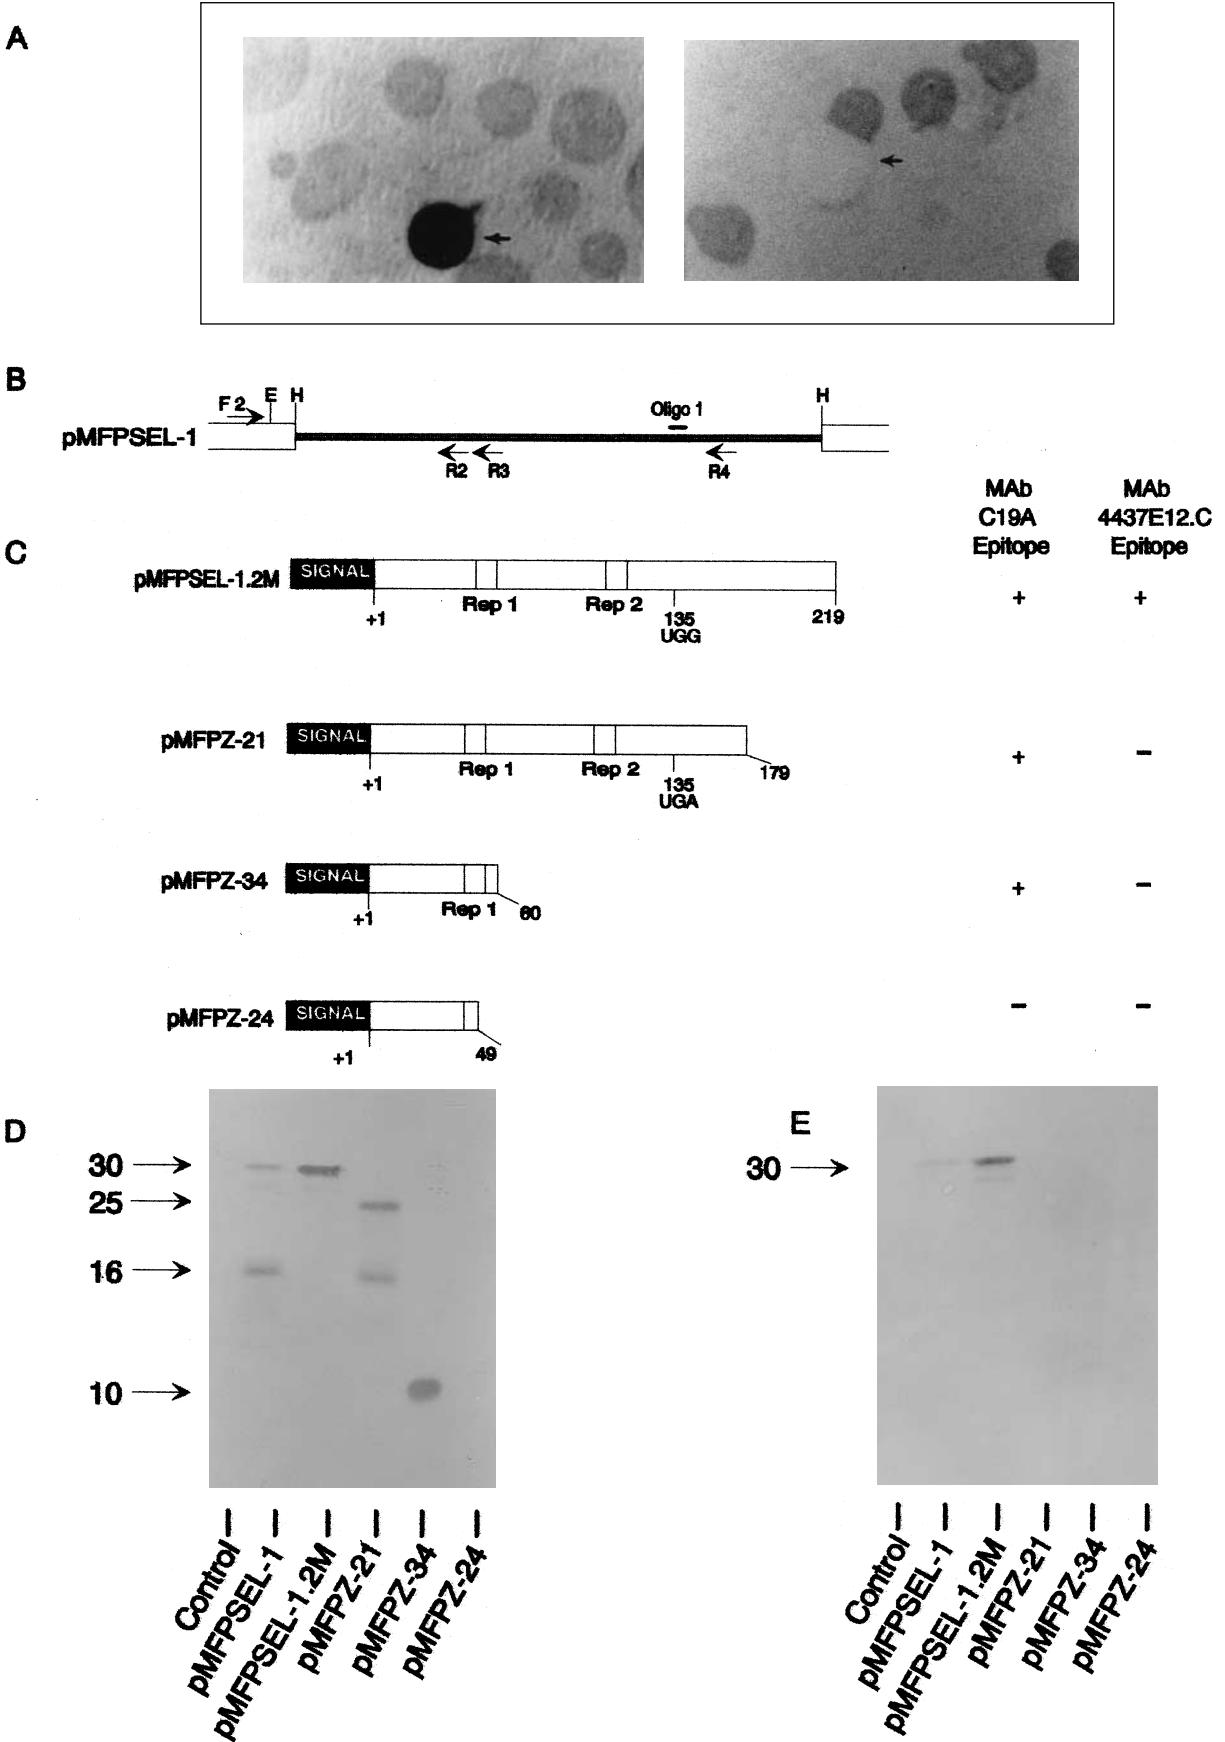 A
B
F 2
E
H
H
Oligo 1
pMFPSEL-1
R2
R3
R4
MAb
C19A
Epitope
MAb
4437E12.C
Epitope
C
pMFPSEL-1.2M
SIGNAL
Rep 1
Rep 2
+1
135
UGG
219
+
+
pMFPZ-21
SIGNAL
Rep 1
Rep 2
+1
135
UGA
179
+
−
pMFPZ-34
SIGNAL
+1
Rep 1
60
+
−
pMFPZ-24
SIGNAL
+1
49
−
−
D
30
25
16
10
Control
pMFPSEL-1
pMFPSEL-1.2M
pMFPZ-21
pMFPZ-34
pMFPZ-24
E
30
Control
pMFPSEL-1
pMFPSEL-1.2M
pMFPZ-21
pMFPZ-34
pMFPZ-24